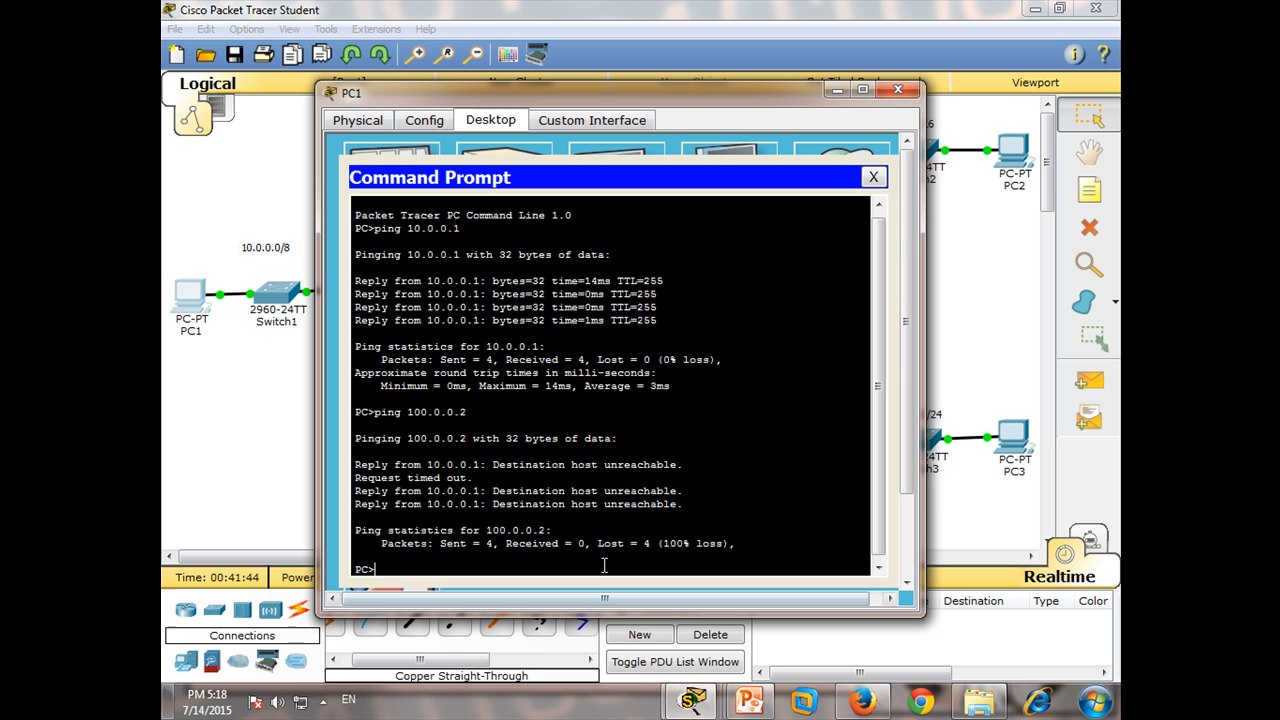 Cisco Packet Tracer Student
File Edit Options View Tools Extensions Help
Logical
Viewport
PC1
Physical Config Desktop Custom Interface
Command Prompt
X
Packet Tracer PC Command Line 1.0
PC>ping 10.0.0.1
Pinging 10.0.0.1 with 32 bytes of data:
Reply from 10.0.0.1: bytes=32 time=14ms TTL=255
Reply from 10.0.0.1: bytes=32 time=0ms TTL=255
Reply from 10.0.0.1: bytes=32 time=0ms TTL=255
Reply from 10.0.0.1: bytes=32 time=1ms TTL=255
Ping statistics for 10.0.0.1:
Packets: Sent = 4, Received = 4, Lost = 0 (0% loss),
Approximate round trip times in milli-seconds:
Minimum = 0ms, Maximum = 14ms, Average = 3ms
PC>ping 100.0.0.2
Pinging 100.0.0.2 with 32 bytes of data:
Reply from 10.0.0.1: Destination host unreachable.
Request timed out.
Reply from 10.0.0.1: Destination host unreachable.
Reply from 10.0.0.1: Destination host unreachable.
Ping statistics for 100.0.0.2:
Packets: Sent = 4, Received = 0, Lost = 4 (100% loss),
PC>
10.0.0.0/8
PC-PT
PC1
2960-24TT
Switch1
PC-PT
PC2
/24
PC-PT
PC3
Time: 00:41:44
Power
Realtime
Destination Type Color
Connections
New Delete
Toggle PDU List Window
Copper Straight-Through
PM 5:18
7/14/2015
EN